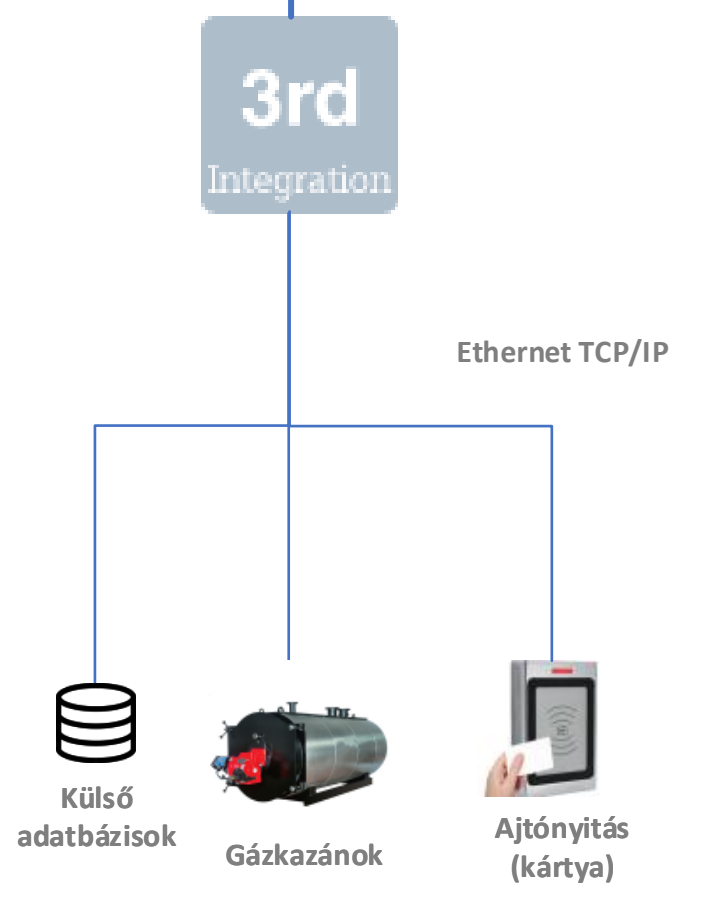 3rd
Integration
Ethernet TCP/IP
Külső
adatbázisok
Gázkazánok
Ajtónyitás
(kártya)